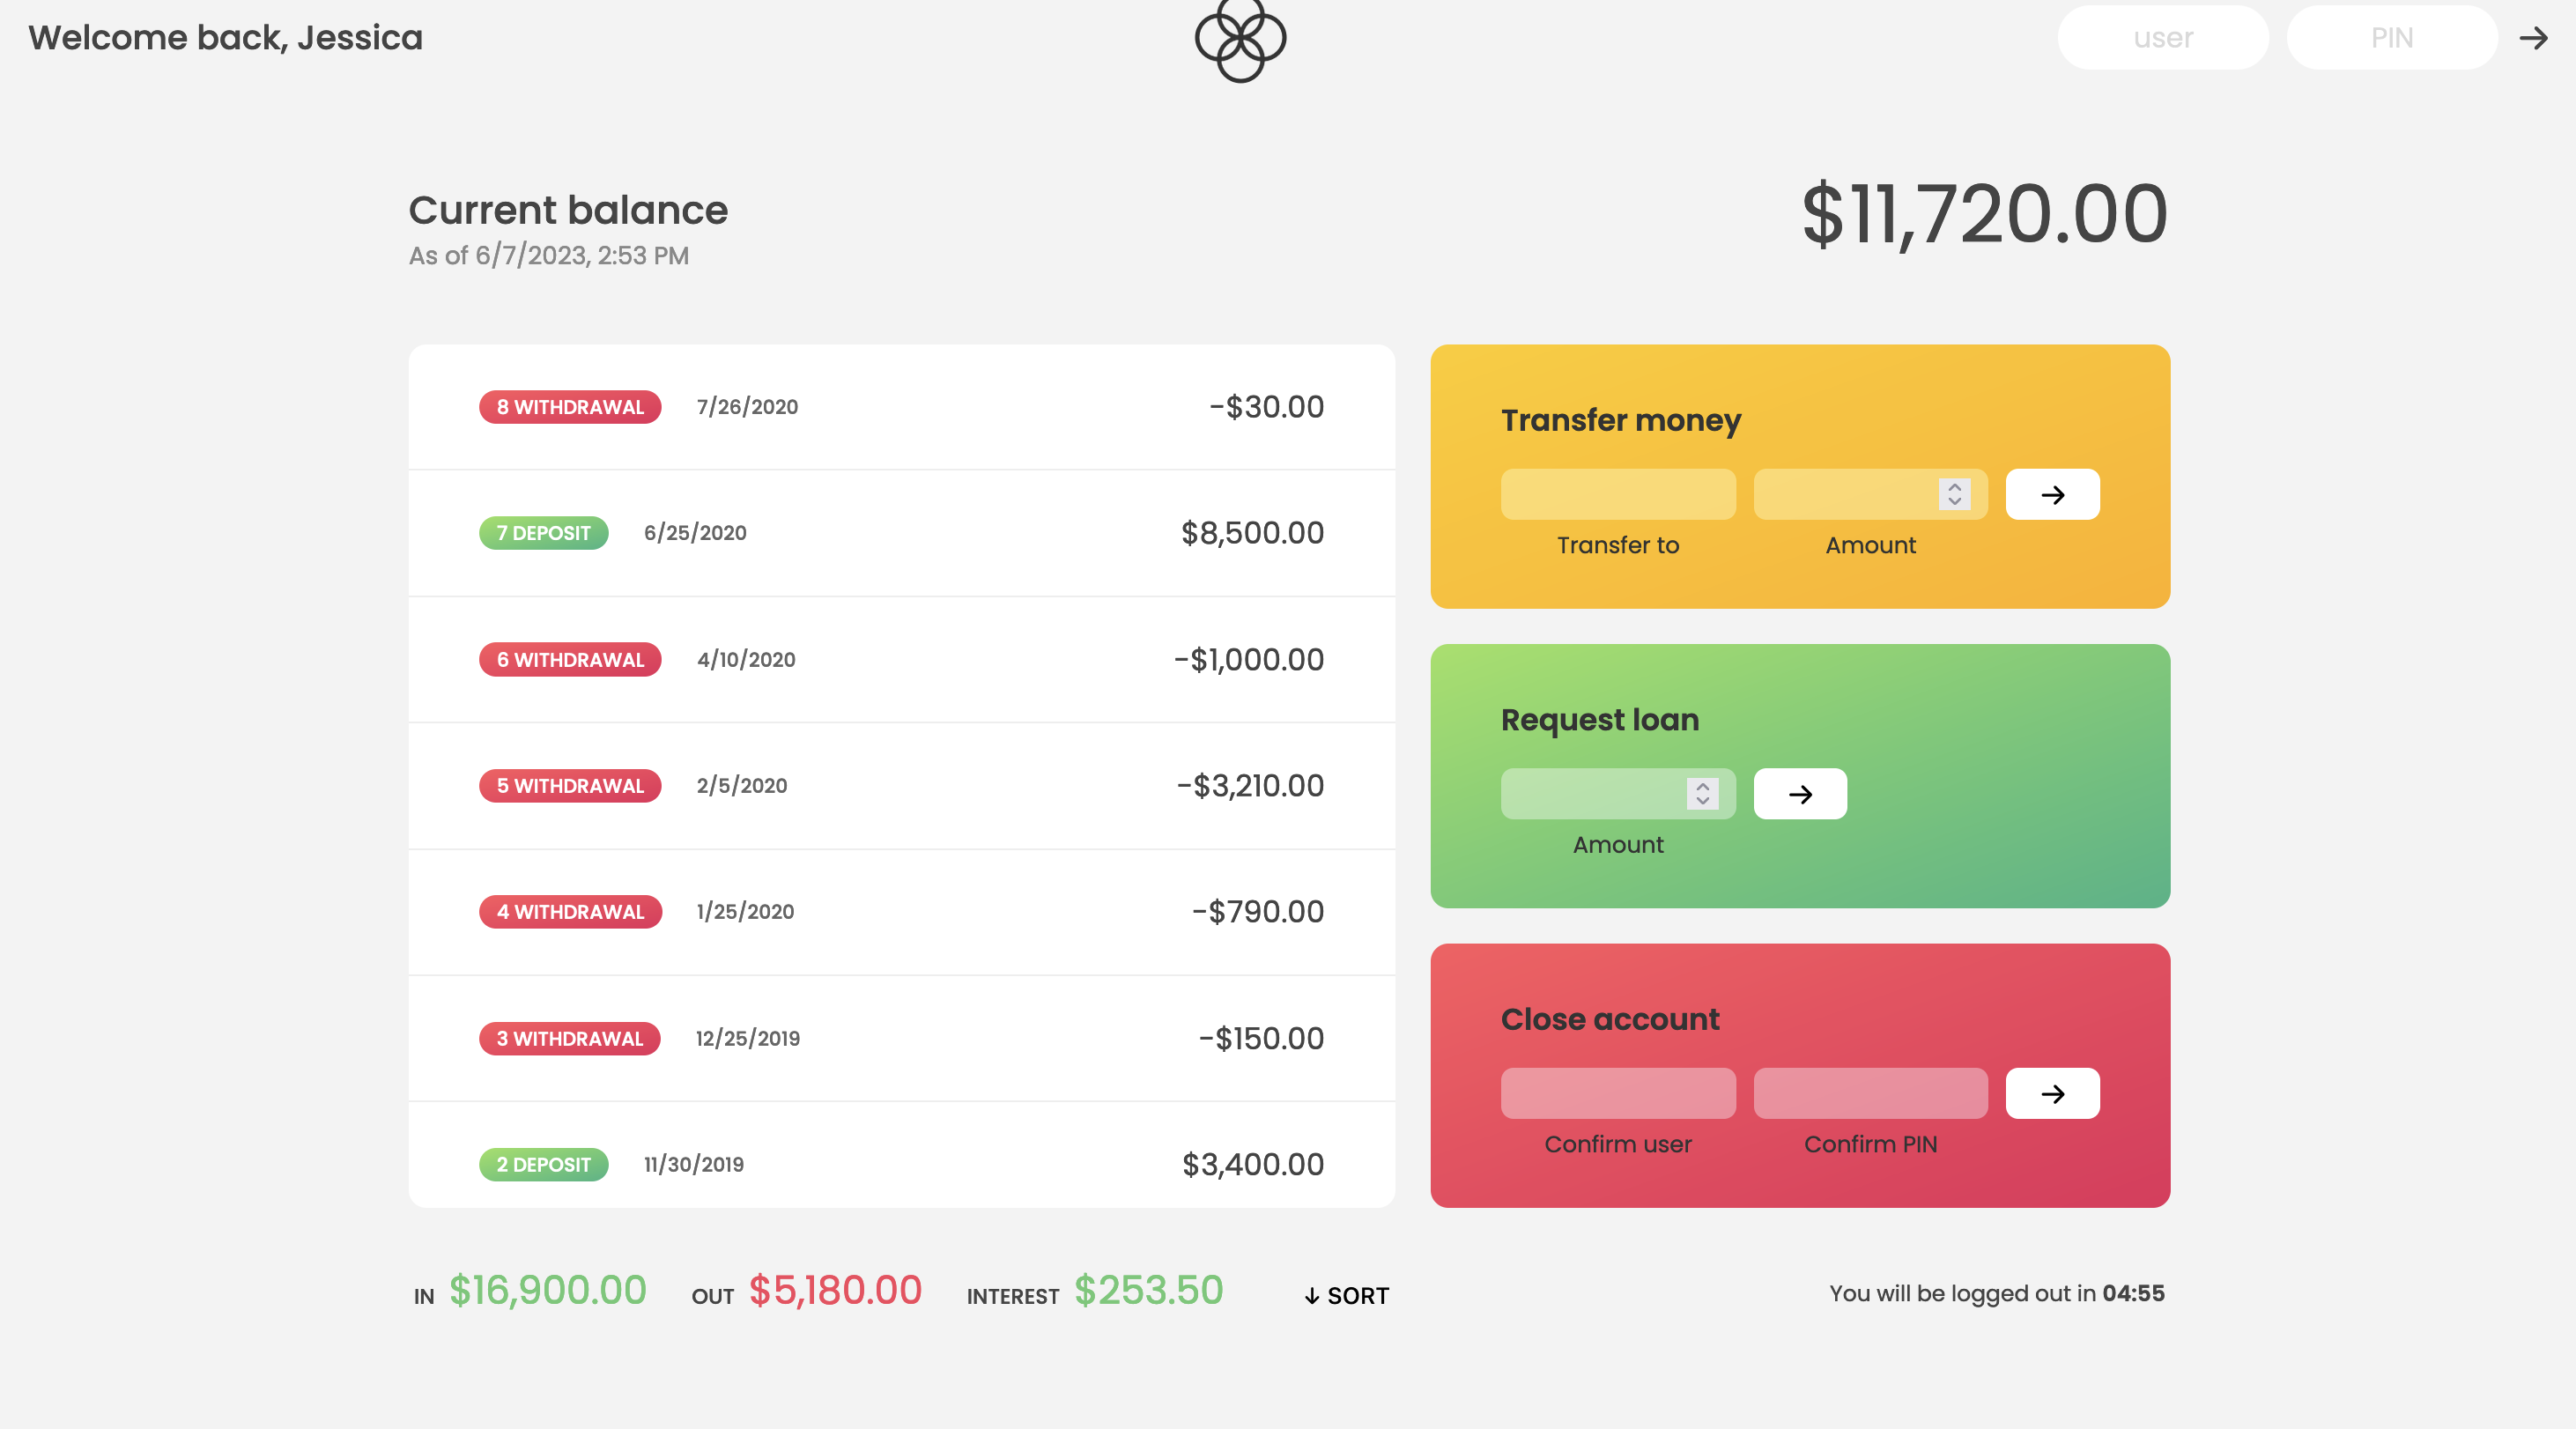 Welcome back, Jessica
user
PIN
Current balance
As of 6/7/2023, 2:53 PM
$11,720.00
8 WITHDRAWAL 7/26/2020 -$30.00
7 DEPOSIT 6/25/2020 $8,500.00
6 WITHDRAWAL 4/10/2020 -$1,000.00
5 WITHDRAWAL 2/5/2020 -$3,210.00
4 WITHDRAWAL 1/25/2020 -$790.00
3 WITHDRAWAL 12/25/2019 -$150.00
2 DEPOSIT 11/30/2019 $3,400.00
Transfer money
Transfer to
Amount
Request loan
Amount
Close account
Confirm user
Confirm PIN
IN $16,900.00 OUT $5,180.00 INTEREST $253.50 ↓ SORT
You will be logged out in 04:55